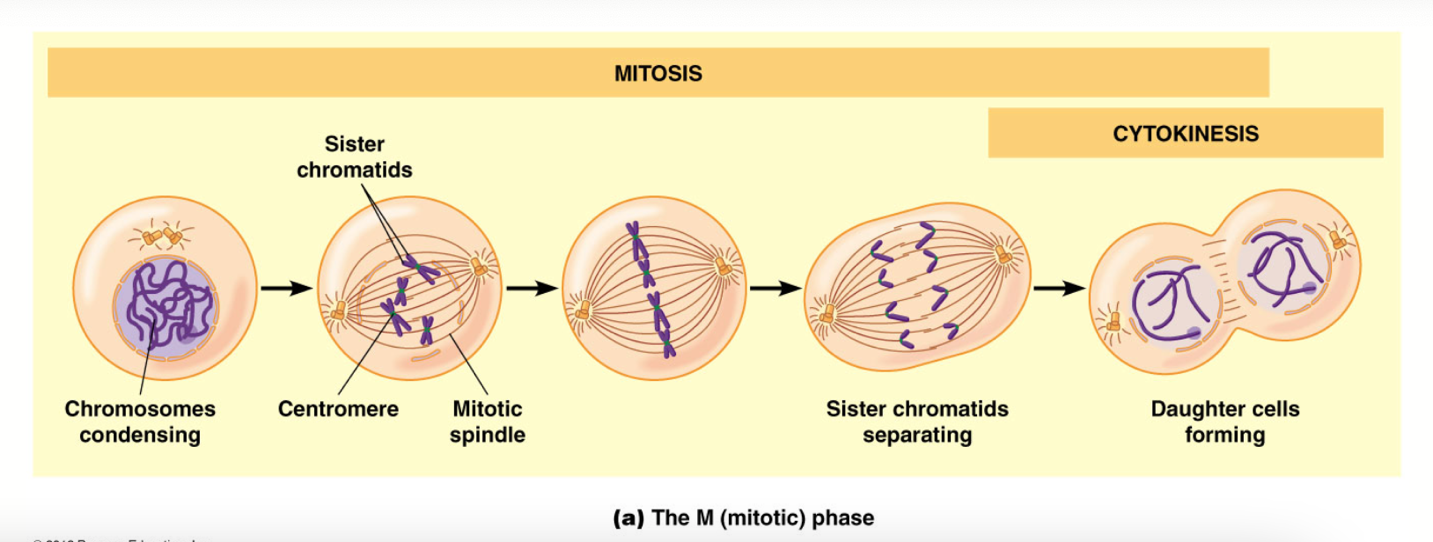 MITOSIS
CYTOKINESIS
Sister
chromatids
Chromosomes
condensing
Centromere
Mitotic
spindle
Sister chromatids
separating
Daughter cells
forming
(a) The M (mitotic) phase